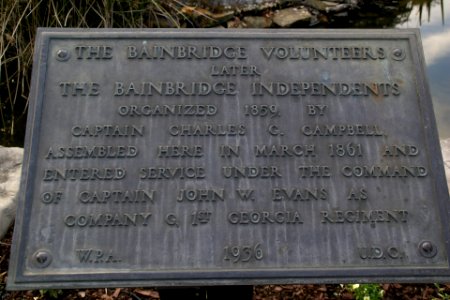 THE BAINBRIDGE VOLUNTEERS
LATER
THE BAINBRIDGE INDEPENDENTS
ORGANIZED 1859, BY
CAPTAIN CHARLES G. CAMPBELL,
ASSEMBLED HERE IN MARCH 1861 AND
ENTERED SERVICE UNDER THE COMMAND
OF CAPTAIN JOHN W. EVANS AS
COMPANY G, 1ST GEORGIA REGIMENT
W.P.A. 1936 U.D.C.